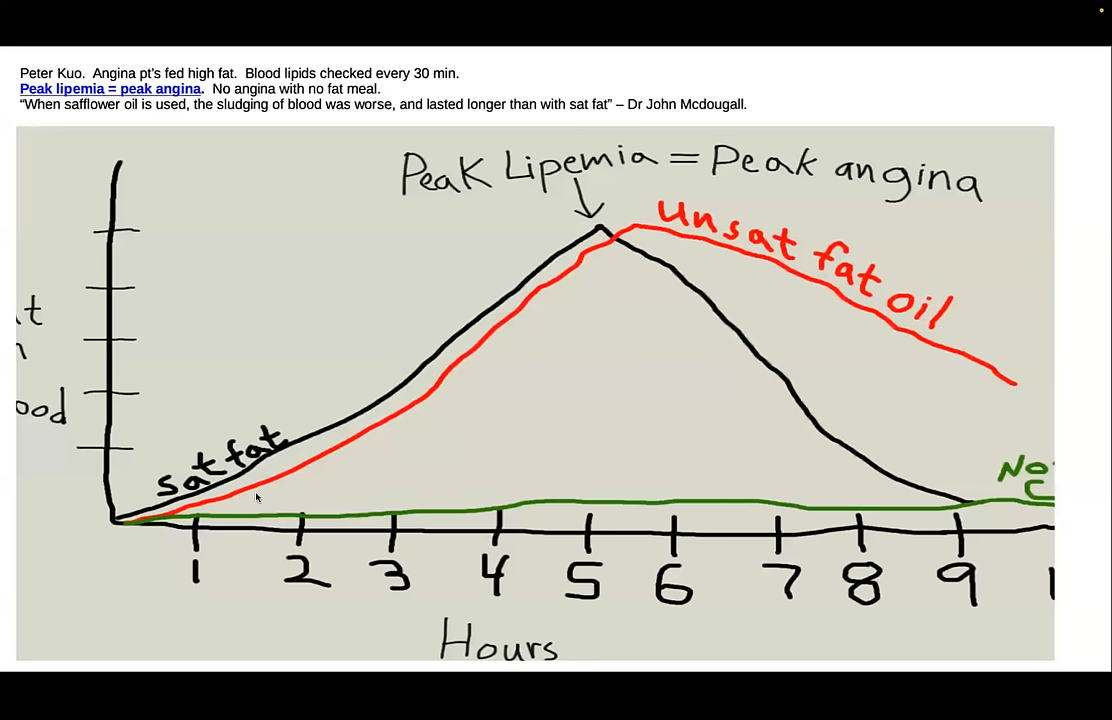 Peter Kuo. Angina pt's fed high fat. Blood lipids checked every 30 min.
Peak lipemia = peak angina. No angina with no fat meal.
“When safflower oil is used, the sludging of blood was worse, and lasted longer than with sat fat” – Dr John Mcdougall.
Peak Lipemia = Peak angina
unsat fat oil
sat fat
No
1 2 3 4 5 6 7 8 9
Hours